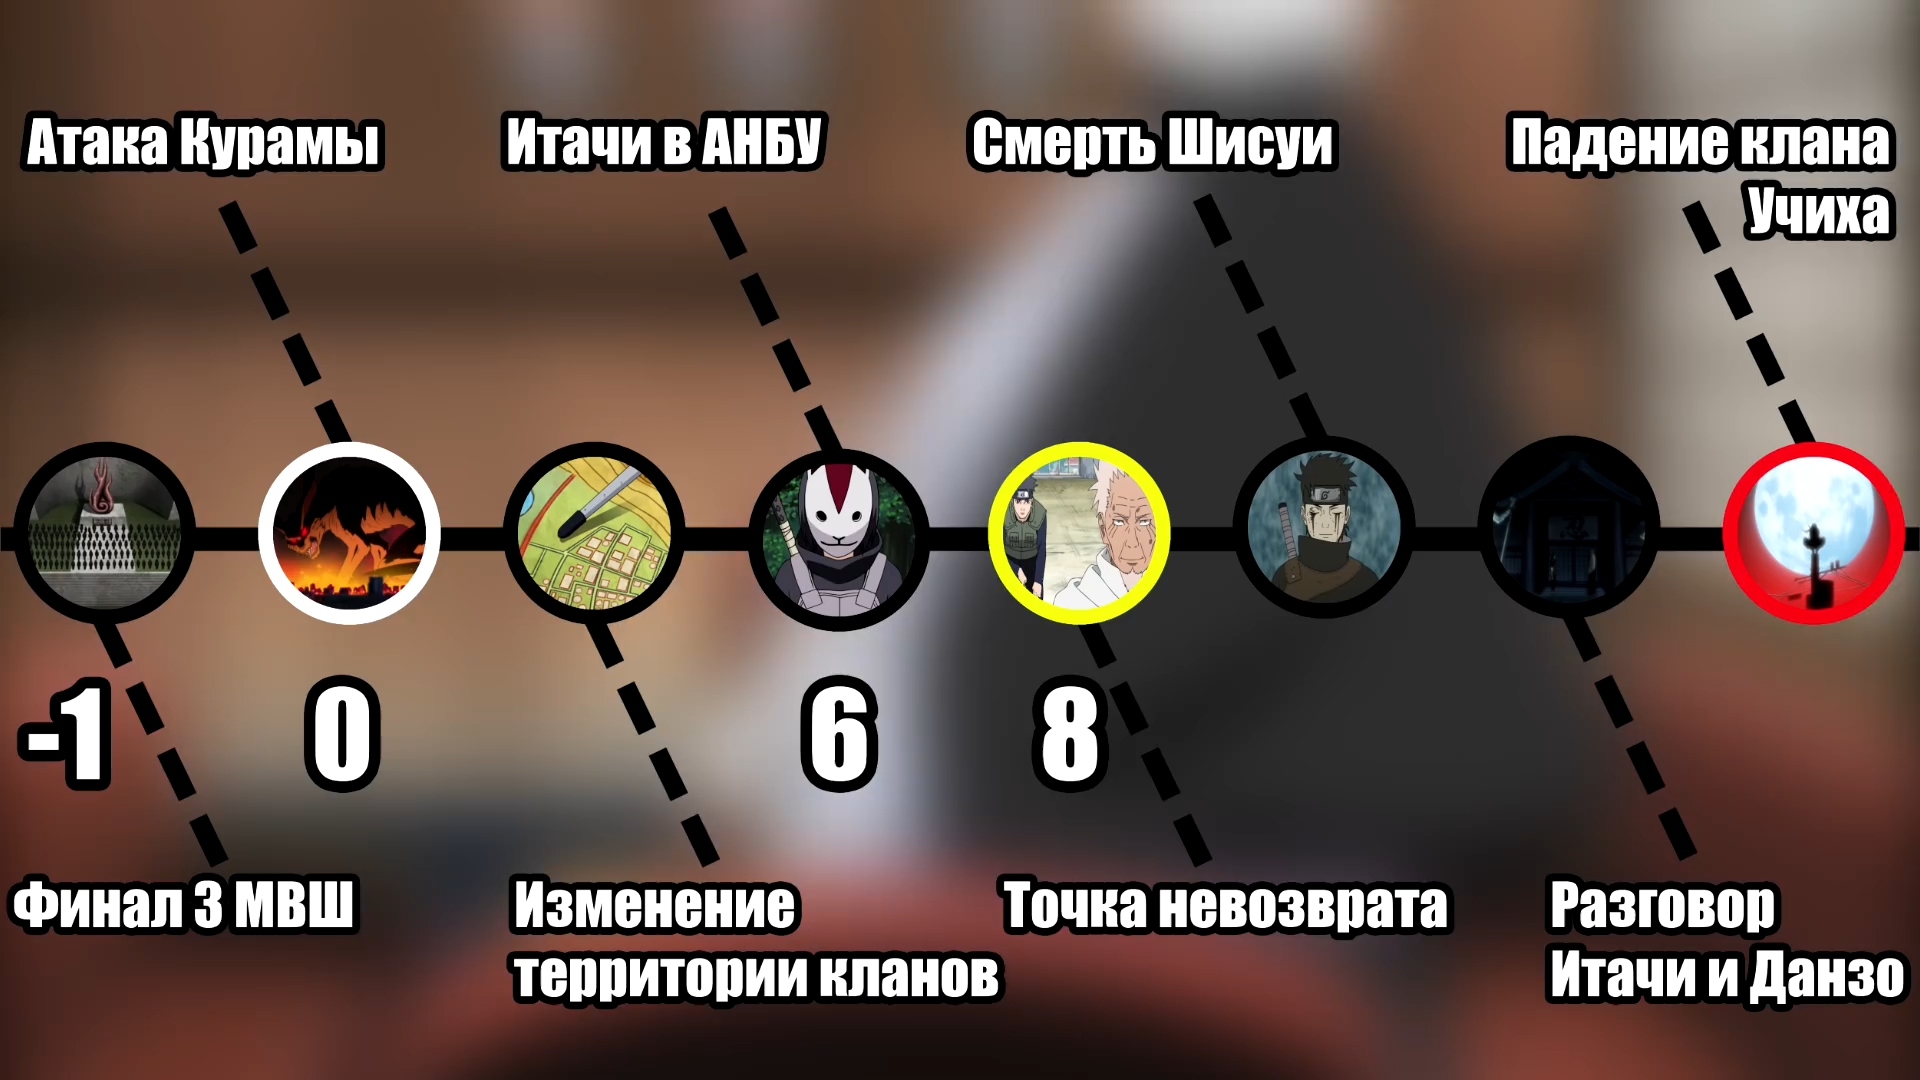 Атака Курамы
Итачи в АНБУ
Смерть Шисуи
Падение клана
Учиха
-1
0
6
8
Финал 3 МВШ
Изменение
территории кланов
Точка невозврата
Разговор
Итачи и Данзо